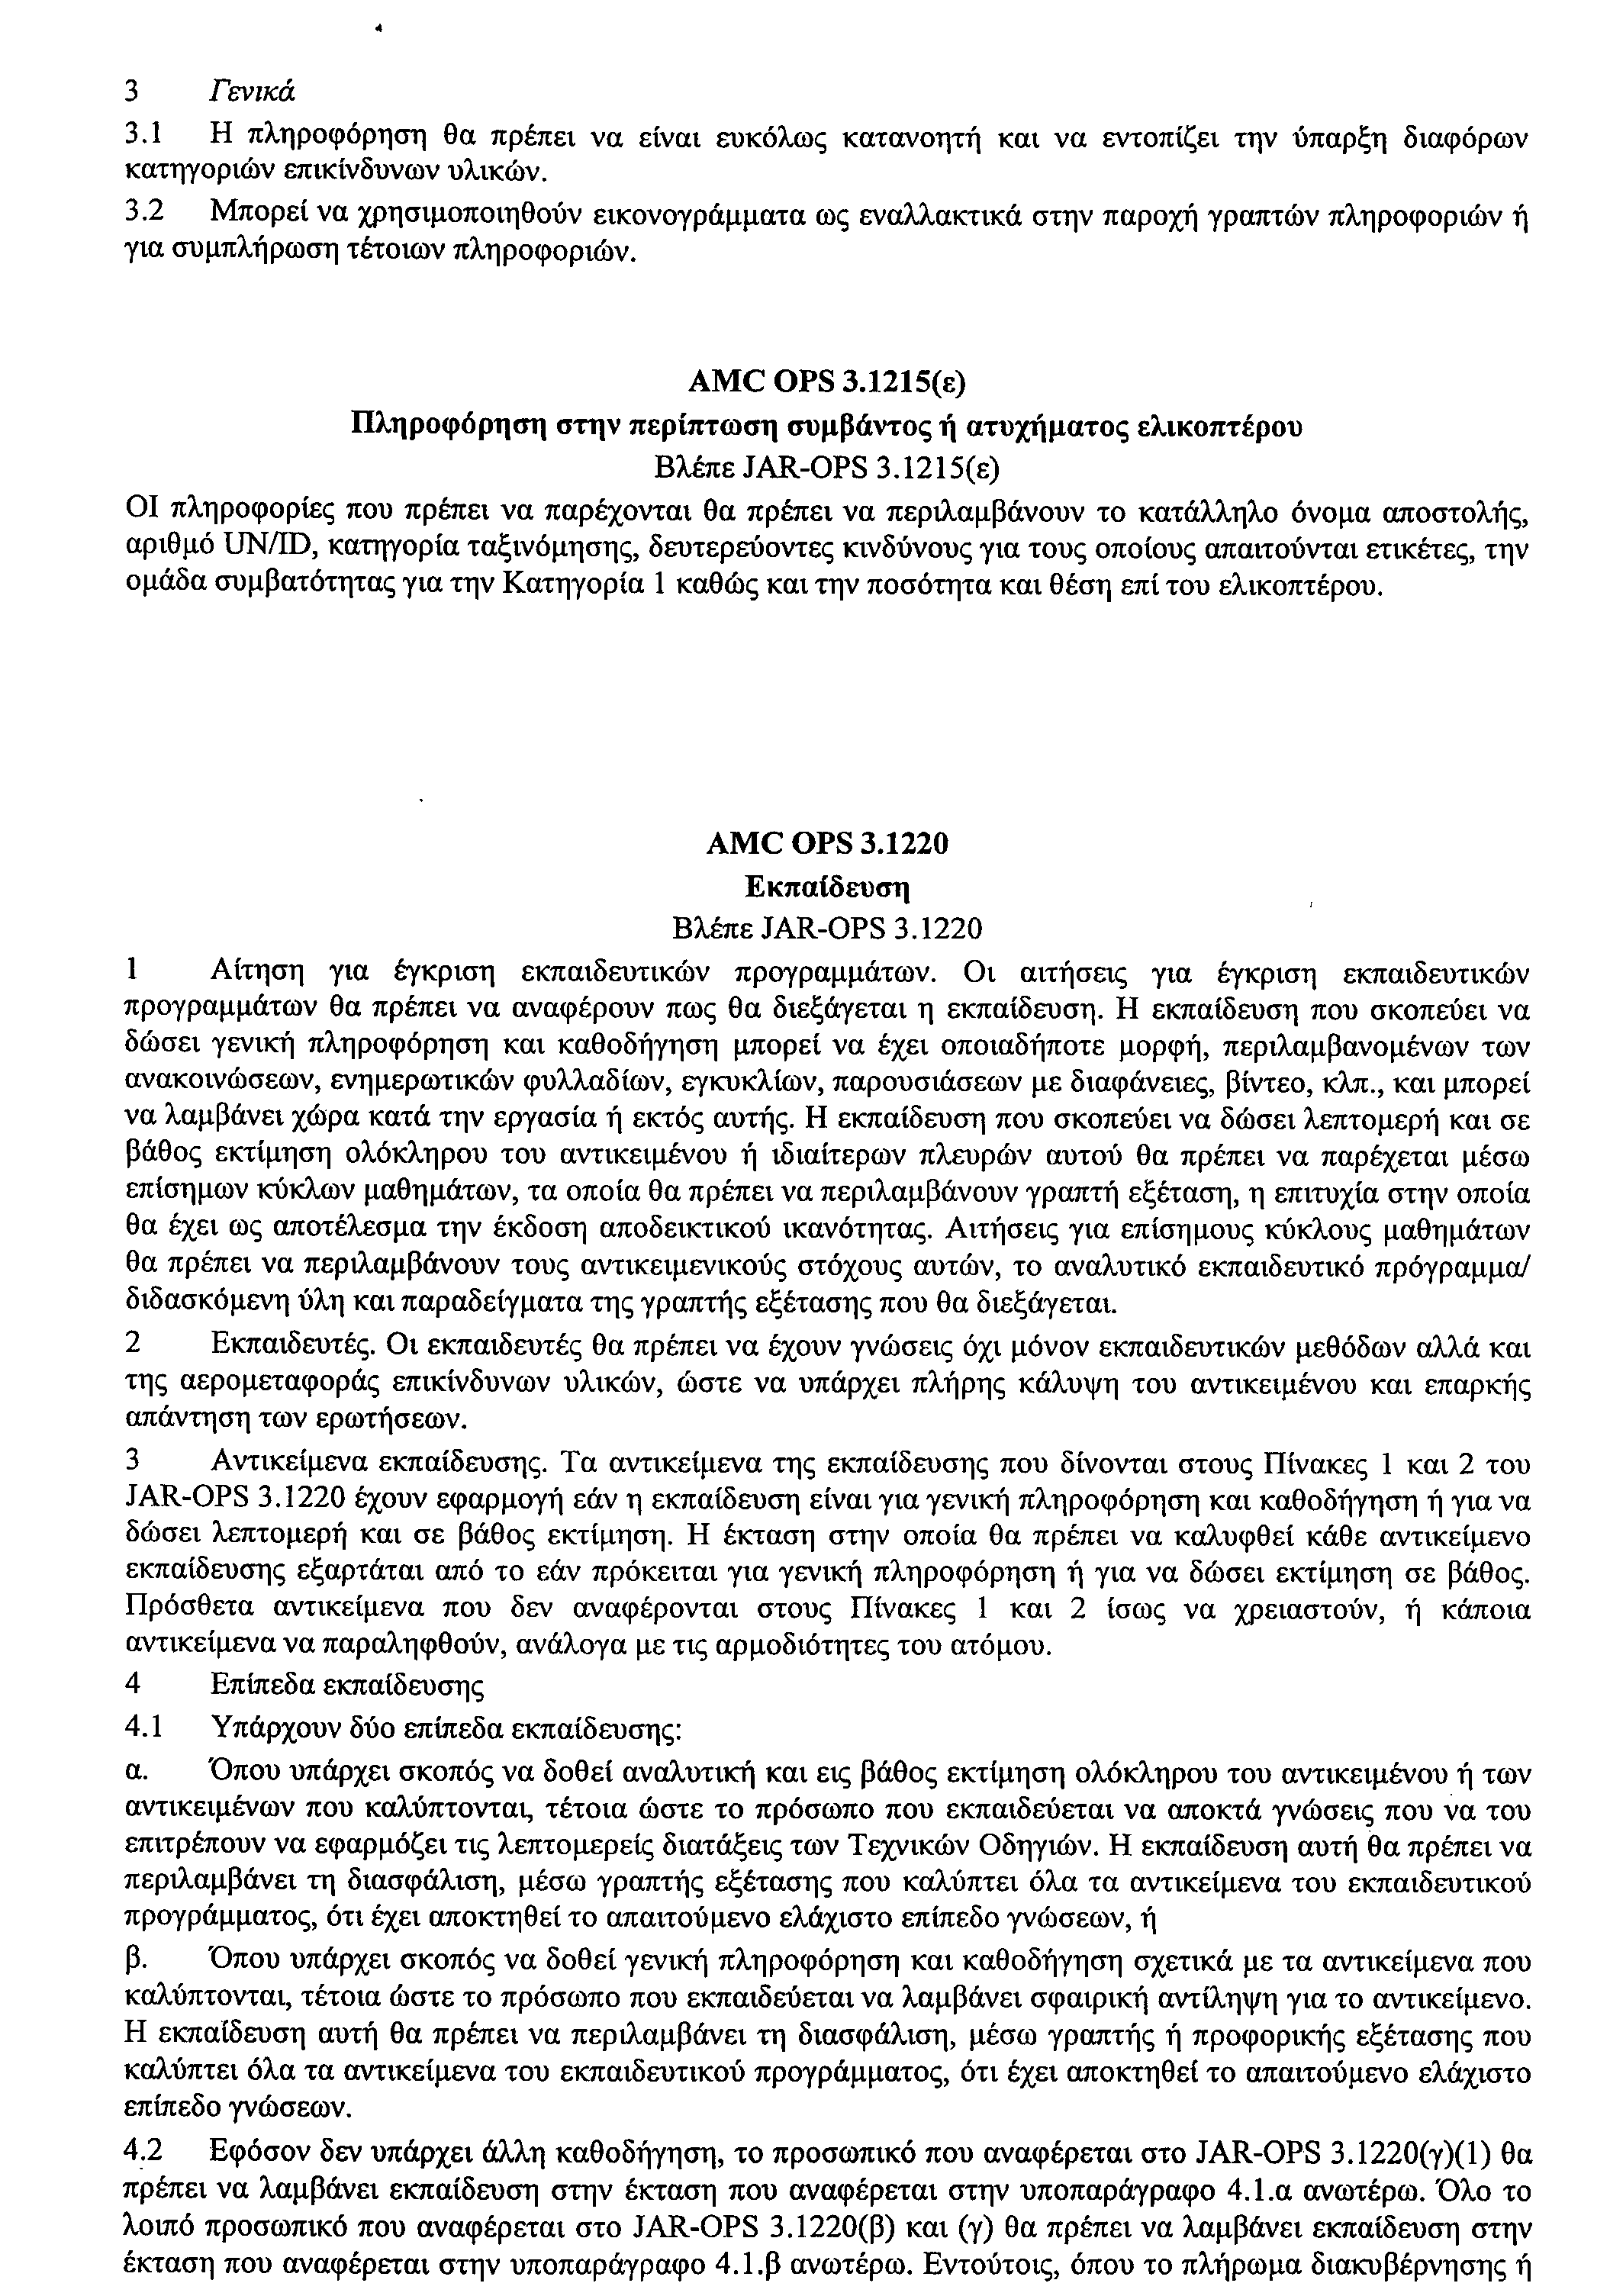 3 Γενικά
3.1 Η πληροφόρηση θα πρέπει να είναι ευκόλως κατανοητή και να εντοπίζει την ύπαρξη διαφόρων
κατηγοριών επικίνδυνων υλικών.
3.2 Μπορεί να χρησιμοποιηθούν εικονογράμματα ως εναλλακτικά στην παροχή γραπτών πληροφοριών ή
για συμπλήρωση τέτοιων πληροφοριών.
AMC OPS 3.1215(ε)
Πληροφόρηση στην περίπτωση συμβάντος ή ατυχήματος ελικοπτέρου
Βλέπε JAR-OPS 3.1215(ε)
ΟΙ πληροφορίες που πρέπει να παρέχονται θα πρέπει να περιλαμβάνουν το κατάλληλο όνομα αποστολής,
αριθμό UN/ID, κατηγορία ταξινόμησης, δευτερεύοντες κινδύνους για τους οποίους απαιτούνται ετικέτες, την
ομάδα συμβατότητας για την Κατηγορία 1 καθώς και την ποσότητα και θέση επί του ελικοπτέρου.
AMC OPS 3.1220
Εκπαίδευση
Βλέπε JAR-OPS 3.1220
1 Αίτηση για έγκριση εκπαιδευτικών προγραμμάτων. Οι αιτήσεις για έγκριση εκπαιδευτικών
προγραμμάτων θα πρέπει να αναφέρουν πως θα διεξάγεται η εκπαίδευση. Η εκπαίδευση που σκοπεύει να
δώσει γενική πληροφόρηση και καθοδήγηση μπορεί να έχει οποιαδήποτε μορφή, περιλαμβανομένων των
ανακοινώσεων, ενημερωτικών φυλλαδίων, εγκυκλίων, παρουσιάσεων με διαφάνειες, βίντεο, κλπ., και μπορεί
να λαμβάνει χώρα κατά την εργασία ή εκτός αυτής. Η εκπαίδευση που σκοπεύει να δώσει λεπτομερή και σε
βάθος εκτίμηση ολόκληρου του αντικειμένου ή ιδιαίτερων πλευρών αυτού θα πρέπει να παρέχεται μέσω
επίσημων κύκλων μαθημάτων, τα οποία θα πρέπει να περιλαμβάνουν γραπτή εξέταση, η επιτυχία στην οποία
θα έχει ως αποτέλεσμα την έκδοση αποδεικτικού ικανότητας. Αιτήσεις για επίσημους κύκλους μαθημάτων
θα πρέπει να περιλαμβάνουν τους αντικειμενικούς στόχους αυτών, το αναλυτικό εκπαιδευτικό πρόγραμμα/
διδασκόμενη ύλη και παραδείγματα της γραπτής εξέτασης που θα διεξάγεται.
2 Εκπαιδευτές. Οι εκπαιδευτές θα πρέπει να έχουν γνώσεις όχι μόνον εκπαιδευτικών μεθόδων αλλά και
της αερομεταφοράς επικίνδυνων υλικών, ώστε να υπάρχει πλήρης κάλυψη του αντικειμένου και επαρκής
απάντηση των ερωτήσεων.
3 Αντικείμενα εκπαίδευσης. Τα αντικείμενα της εκπαίδευσης που δίνονται στους Πίνακες 1 και 2 του
JAR-OPS 3.1220 έχουν εφαρμογή εάν η εκπαίδευση είναι για γενική πληροφόρηση και καθοδήγηση ή για να
δώσει λεπτομερή και σε βάθος εκτίμηση. Η έκταση στην οποία θα πρέπει να καλυφθεί κάθε αντικείμενο
εκπαίδευσης εξαρτάται από το εάν πρόκειται για γενική πληροφόρηση ή για να δώσει εκτίμηση σε βάθος.
Πρόσθετα αντικείμενα που δεν αναφέρονται στους Πίνακες 1 και 2 ίσως να χρειαστούν, ή κάποια
αντικείμενα να παραληφθούν, ανάλογα με τις αρμοδιότητες του ατόμου.
4 Επίπεδα εκπαίδευσης
4.1 Υπάρχουν δύο επίπεδα εκπαίδευσης:
α. Όπου υπάρχει σκοπός να δοθεί αναλυτική και εις βάθος εκτίμηση ολόκληρου του αντικειμένου ή των
αντικειμένων που καλύπτονται, τέτοια ώστε το πρόσωπο που εκπαιδεύεται να αποκτά γνώσεις που να του
επιτρέπουν να εφαρμόζει τις λεπτομερείς διατάξεις των Τεχνικών Οδηγιών. Η εκπαίδευση αυτή θα πρέπει να
περιλαμβάνει τη διασφάλιση, μέσω γραπτής εξέτασης που καλύπτει όλα τα αντικείμενα του εκπαιδευτικού
προγράμματος, ότι έχει αποκτηθεί το απαιτούμενο ελάχιστο επίπεδο γνώσεων, ή
β. Όπου υπάρχει σκοπός να δοθεί γενική πληροφόρηση και καθοδήγηση σχετικά με τα αντικείμενα που
καλύπτονται, τέτοια ώστε το πρόσωπο που εκπαιδεύεται να λαμβάνει σφαιρική αντίληψη για το αντικείμενο.
Η εκπαίδευση αυτή θα πρέπει να περιλαμβάνει τη διασφάλιση, μέσω γραπτής ή προφορικής εξέτασης που
καλύπτει όλα τα αντικείμενα του εκπαιδευτικού προγράμματος, ότι έχει αποκτηθεί το απαιτούμενο ελάχιστο
επίπεδο γνώσεων.
4.2 Εφόσον δεν υπάρχει άλλη καθοδήγηση, το προσωπικό που αναφέρεται στο JAR-OPS 3.1220(γ)(1) θα
πρέπει να λαμβάνει εκπαίδευση στην έκταση που αναφέρεται στην υποπαράγραφο 4.1.α ανωτέρω. Όλο το
λοιπό προσωπικό που αναφέρεται στο JAR-OPS 3.1220(β) και (γ) θα πρέπει να λαμβάνει εκπαίδευση στην
έκταση που αναφέρεται στην υποπαράγραφο 4.1.β ανωτέρω. Εντούτοις, όπου το πλήρωμα διακυβέρνησης ή